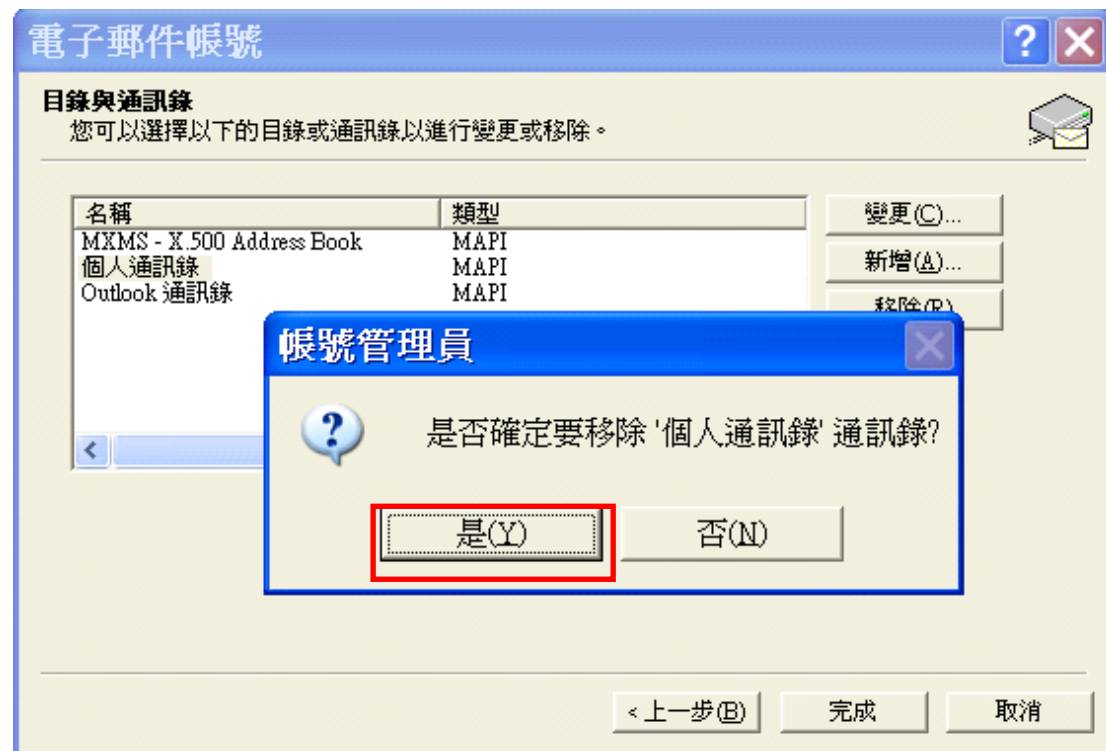 電子郵件帳號
目錄與通訊錄
您可以選擇以下的目錄或通訊錄以進行變更或移除。
名稱 類型
MXMS - X.500 Address Book MAPI
個人通訊錄 MAPI
Outlook 通訊錄 MAPI
變更(C)...
新增(A)...
移除(R)
帳號管理員
是否確定要移除 '個人通訊錄' 通訊錄?
是(Y) 否(N)
<上一步(B) 完成 取消